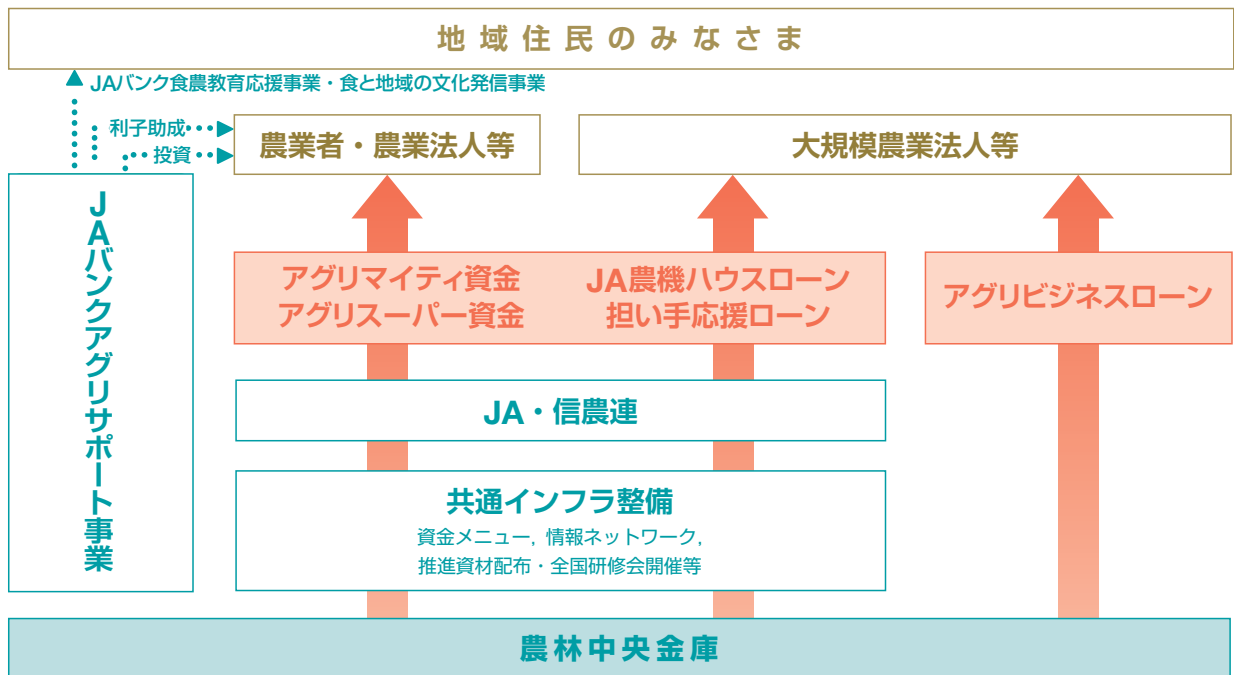 地域住民のみなさま
JAバンク食農教育応援事業・食と地域の文化発信事業
利子助成
投資
農業者・農業法人等
大規模農業法人等
JAバンクアグリサポート事業
アグリマイティ資金
アグリスーパー資金
JA農機ハウスローン
担い手応援ローン
アグリビジネスローン
JA・信農連
共通インフラ整備
資金メニュー, 情報ネットワーク,
推進資材配布・全国研修会開催等
農林中央金庫